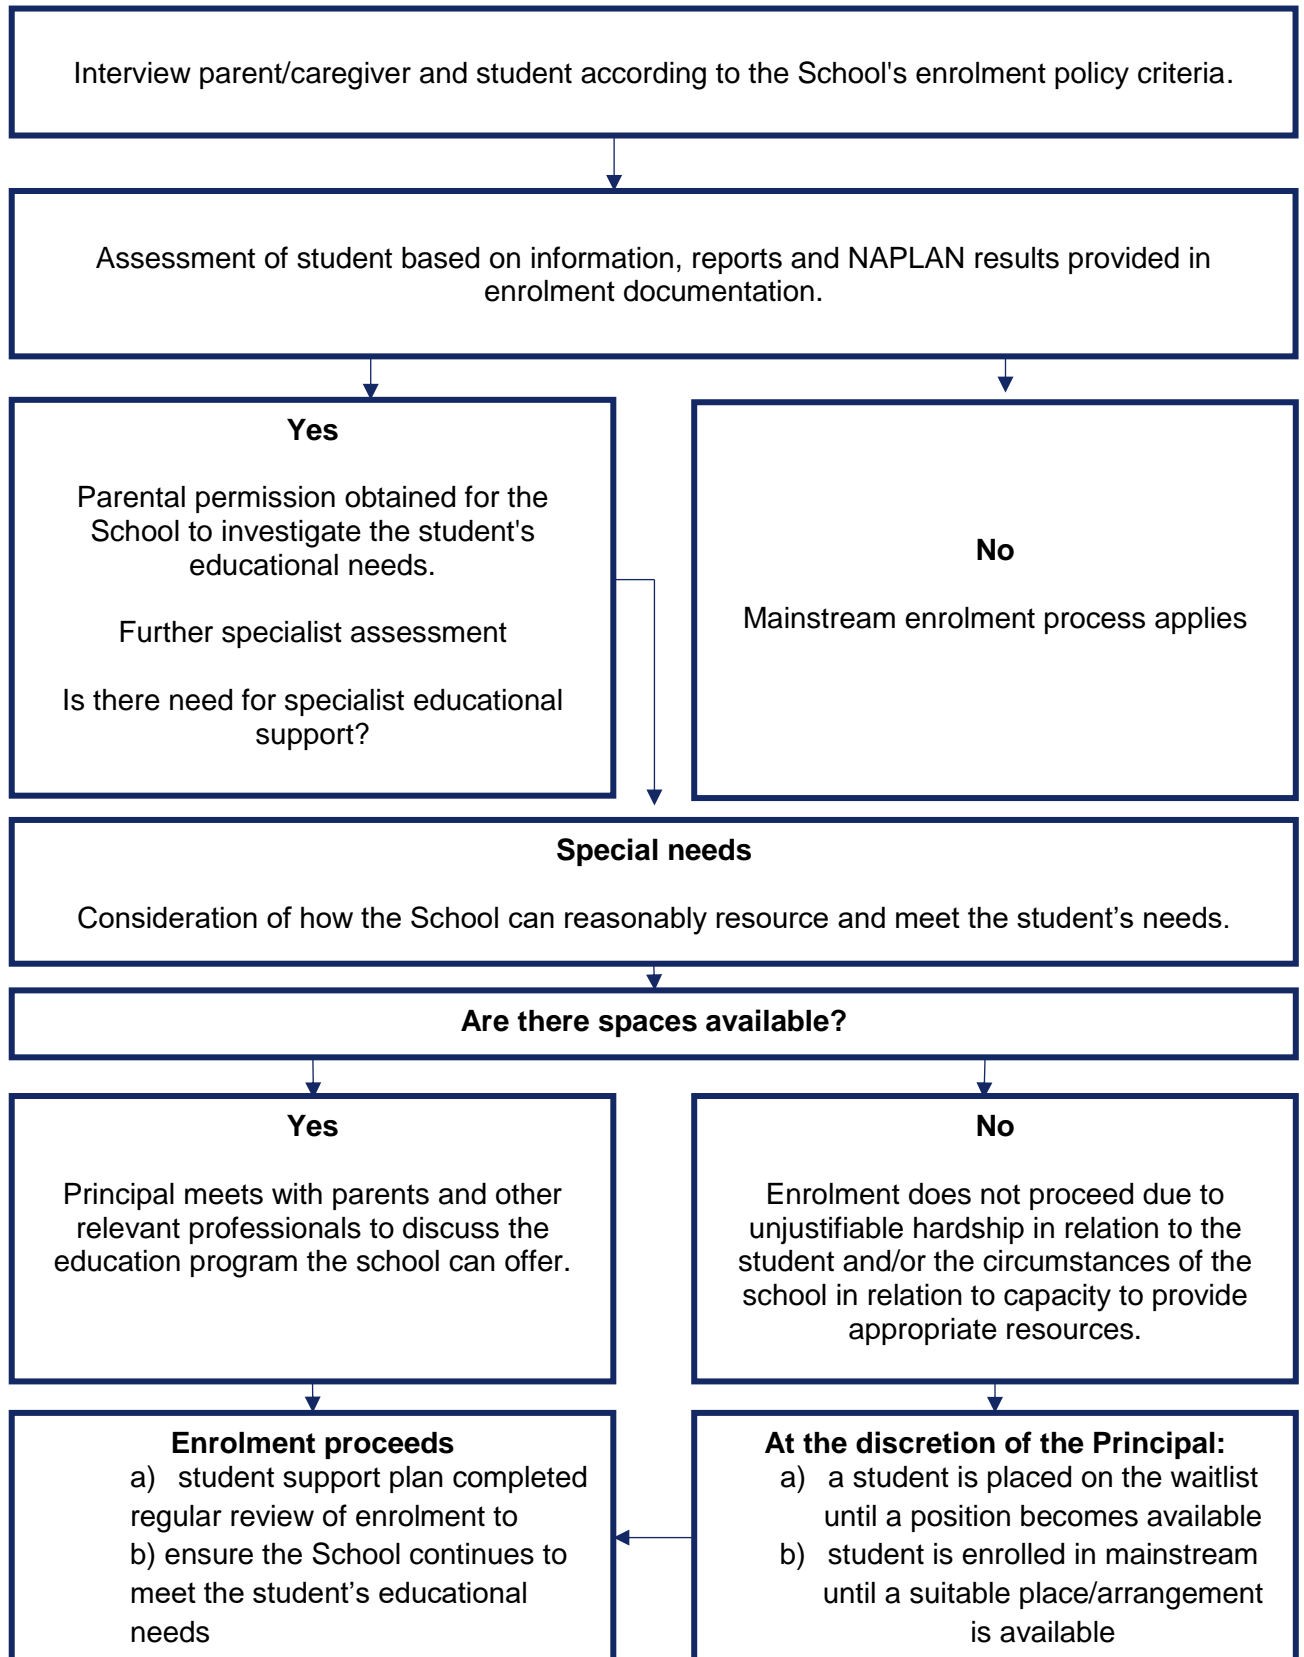 Interview parent/caregiver and student according to the School's enrolment policy criteria.
Assessment of student based on information, reports and NAPLAN results provided in
enrolment documentation.
Yes
Parental permission obtained for the
School to investigate the student's
educational needs.
Further specialist assessment
Is there need for specialist educational
support?
No
Mainstream enrolment process applies
Special needs
Consideration of how the School can reasonably resource and meet the student’s needs.
Are there spaces available?
Yes
Principal meets with parents and other
relevant professionals to discuss the
education program the school can offer.
No
Enrolment does not proceed due to
unjustifiable hardship in relation to the
student and/or the circumstances of the
school in relation to capacity to provide
appropriate resources.
Enrolment proceeds
a) student support plan completed
regular review of enrolment to
b) ensure the School continues to
meet the student’s educational
needs
At the discretion of the Principal:
a) a student is placed on the waitlist
until a position becomes available
b) student is enrolled in mainstream
until a suitable place/arrangement
is available